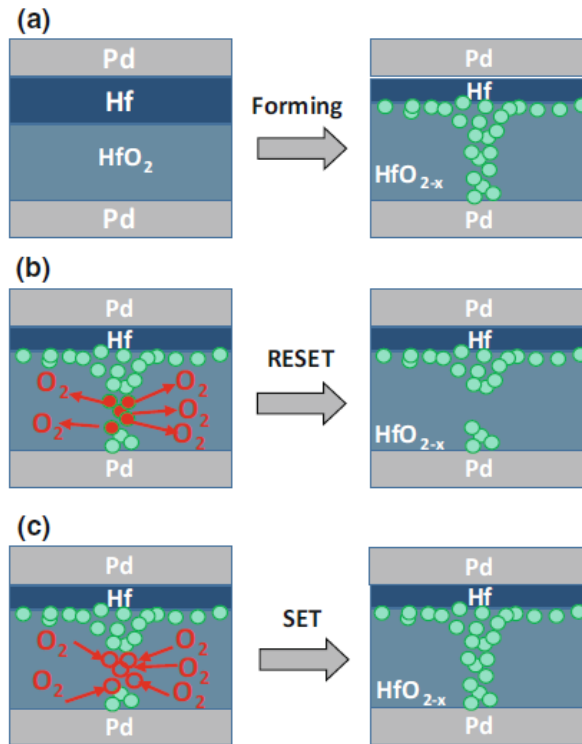 (a)
Pd
Hf
HfO2
Pd
Forming
Pd
Hf
HfO2-x
Pd
(b)
Pd
Hf
O2
O2
O2
O2
O2
Pd
RESET
Pd
Hf
HfO2-x
Pd
(c)
Pd
Hf
O2
O2
O2
O2
O2
Pd
SET
Pd
Hf
HfO2-x
Pd